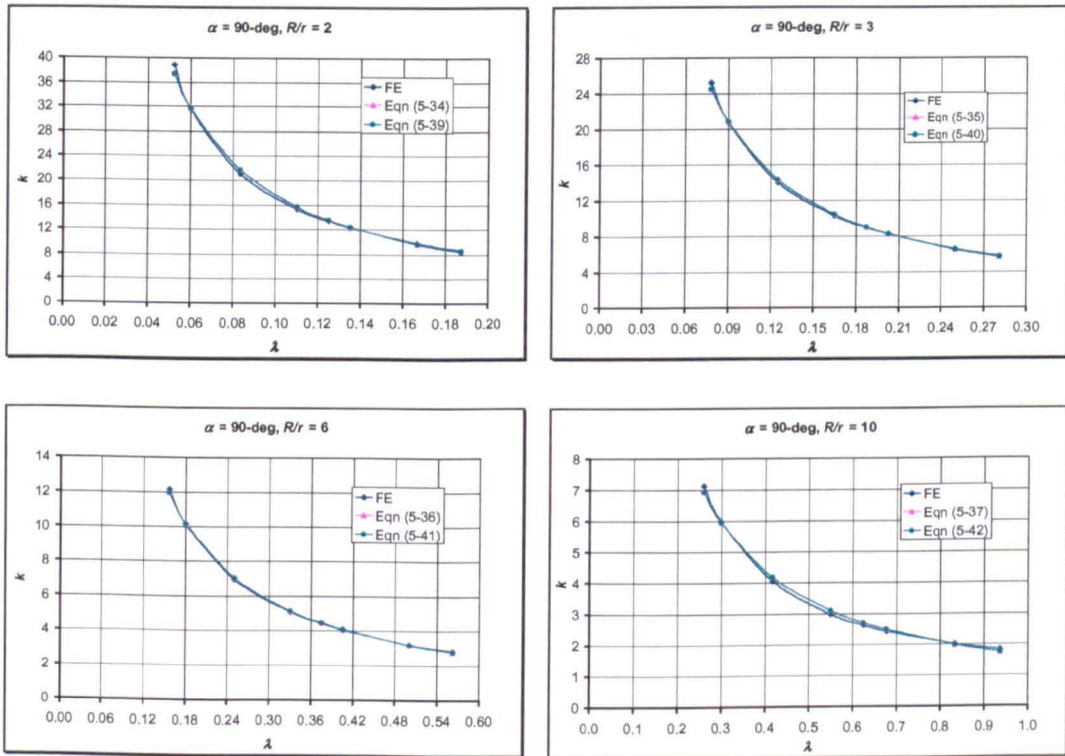 α = 90-deg, R/r = 2
40
36
32
28
24
20
16
12
8
4
0
k
FE
Eqn (5-34)
Eqn (5-39)
0.00 0.02 0.04 0.06 0.08 0.10 0.12 0.14 0.16 0.18 0.20
λ
α = 90-deg, R/r = 3
28
24
20
16
12
8
4
0
k
FE
Eqn (5-35)
Eqn (5-40)
0.00 0.03 0.06 0.09 0.12 0.15 0.18 0.21 0.24 0.27 0.30
λ
α = 90-deg, R/r = 6
14
12
10
8
6
4
2
0
k
FE
Eqn (5-36)
Eqn (5-41)
0.00 0.06 0.12 0.18 0.24 0.30 0.36 0.42 0.48 0.54 0.60
λ
α = 90-deg, R/r = 10
8
7
6
5
4
3
2
1
0
k
FE
Eqn (5-37)
Eqn (5-42)
0.0 0.1 0.2 0.3 0.4 0.5 0.6 0.7 0.8 0.9 1.0
λ